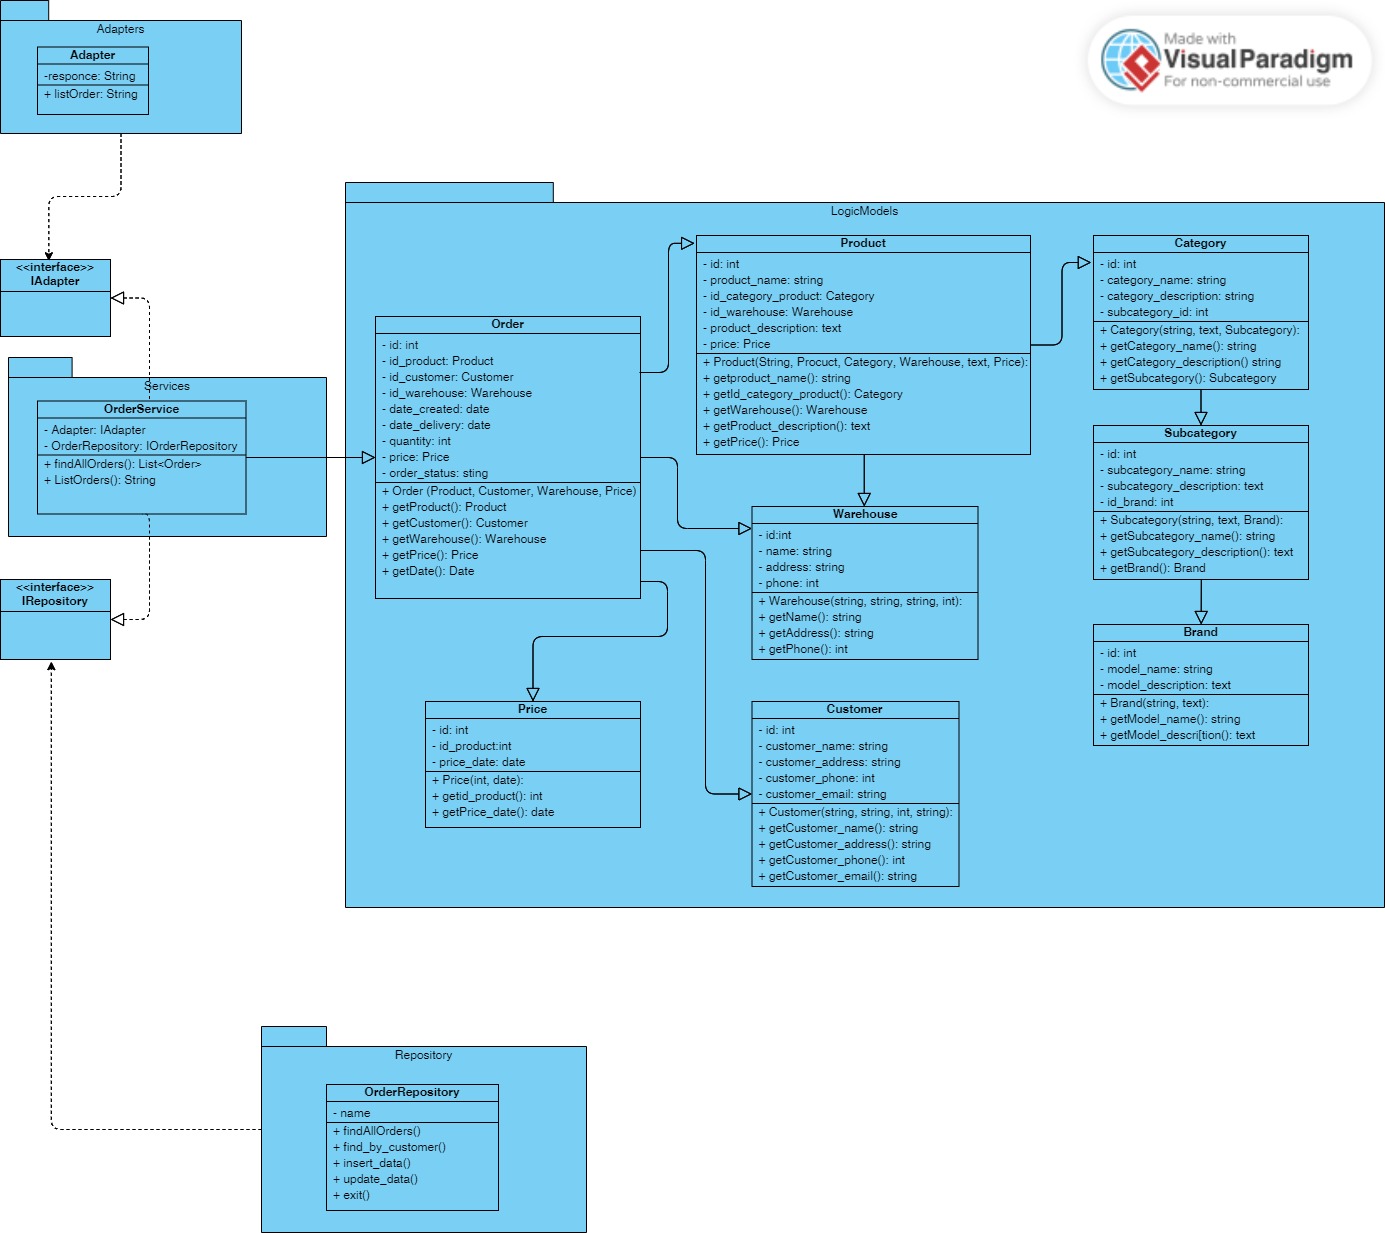 Adapters
Adapter
-responce: String
+ listOrder: String
Made with
Visual Paradigm
For non-commercial use
<<interface>>
IAdapter
Services
OrderService
- Adapter: IAdapter
- OrderRepository: IOrderRepository
+ findAllOrders(): List<Order>
+ ListOrders(): String
<<interface>>
IRepository
LogicModels
Order
- id: int
- id_product: Product
- id_customer: Customer
- id_warehouse: Warehouse
- date_created: date
- date_delivery: date
- quantity: int
- price: Price
- order_status: sting
+ Order (Product, Customer, Warehouse, Price)
+ getProduct(): Product
+ getCustomer(): Customer
+ getWarehouse(): Warehouse
+ getPrice(): Price
+ getDate(): Date
Product
- id: int
- product_name: string
- id_category_product: Category
- id_warehouse: Warehouse
- product_description: text
- price: Price
+ Product(String, Procuct, Category, Warehouse, text, Price):
+ getproduct_name(): string
+ getId_category_product(): Category
+ getWarehouse(): Warehouse
+ getProduct_description(): text
+ getPrice(): Price
Category
- id: int
- category_name: string
- category_description: string
- subcategory_id: int
+ Category(string, text, Subcategory):
+ getCategory_name(): string
+ getCategory_description() string
+ getSubcategory(): Subcategory
Subcategory
- id: int
- subcategory_name: string
- subcategory_description: text
- id_brand: int
+ Subcategory(string, text, Brand):
+ getSubcategory_name(): string
+ getSubcategory_description(): text
+ getBrand(): Brand
Warehouse
- id:int
- name: string
- address: string
- phone: int
+ Warehouse(string, string, string, int):
+ getName(): string
+ getAddress(): string
+ getPhone(): int
Brand
- id: int
- model_name: string
- model_description: text
+ Brand(string, text):
+ getModel_name(): string
+ getModel_descri[tion(): text
Price
- id: int
- id_product:int
- price_date: date
+ Price(int, date):
+ getid_product(): int
+ getPrice_date(): date
Customer
- id: int
- customer_name: string
- customer_address: string
- customer_phone: int
- customer_email: string
+ Customer(string, string, int, string):
+ getCustomer_name(): string
+ getCustomer_address(): string
+ getCustomer_phone(): int
+ getCustomer_email(): string
Repository
OrderRepository
- name
+ findAllOrders()
+ find_by_customer()
+ insert_data()
+ update_data()
+ exit()